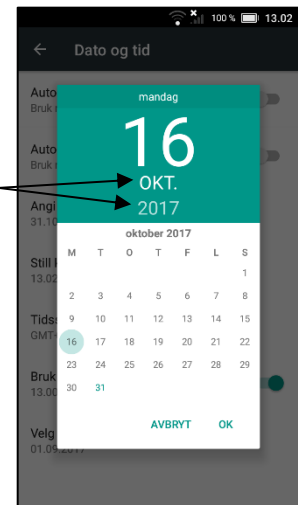 100 % 13.02
Dato og tid
Auto
Bruk
Auto
Bruk
Angi
31.10
Still
13.02
Tids
GMT+
Bruk
13.00
Velg
01.09.2017
mandag
16
OKT.
2017
oktober 2017
M T O T F L S
1
2 3 4 5 6 7 8
9 10 11 12 13 14 15
16 17 18 19 20 21 22
23 24 25 26 27 28 29
30 31
AVBRYT OK